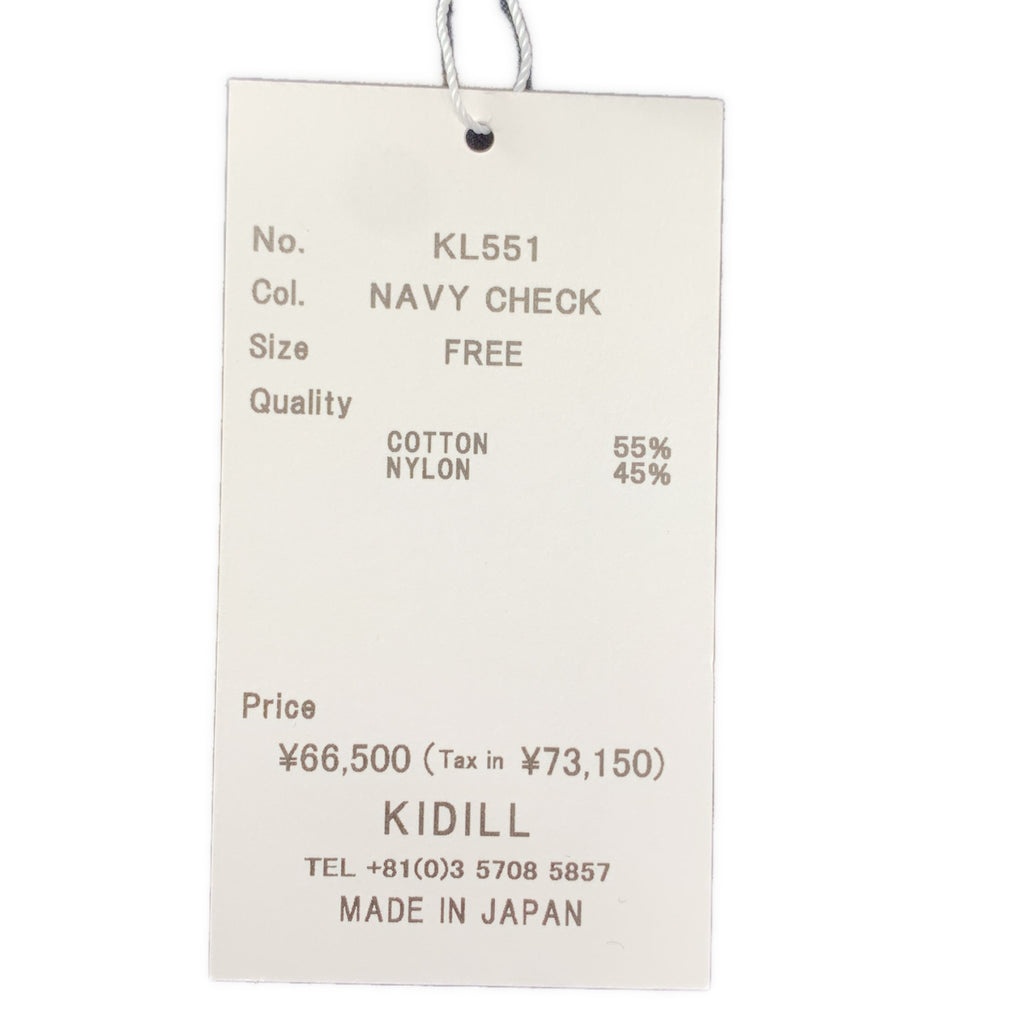 No. KL551
Col. NAVY CHECK
Size FREE
Quality
COTTON 55%
NYLON 45%
Price
¥66,500 (Tax in ¥73,150)
KIDILL
TEL +81(0)3 5708 5857
MADE IN JAPAN